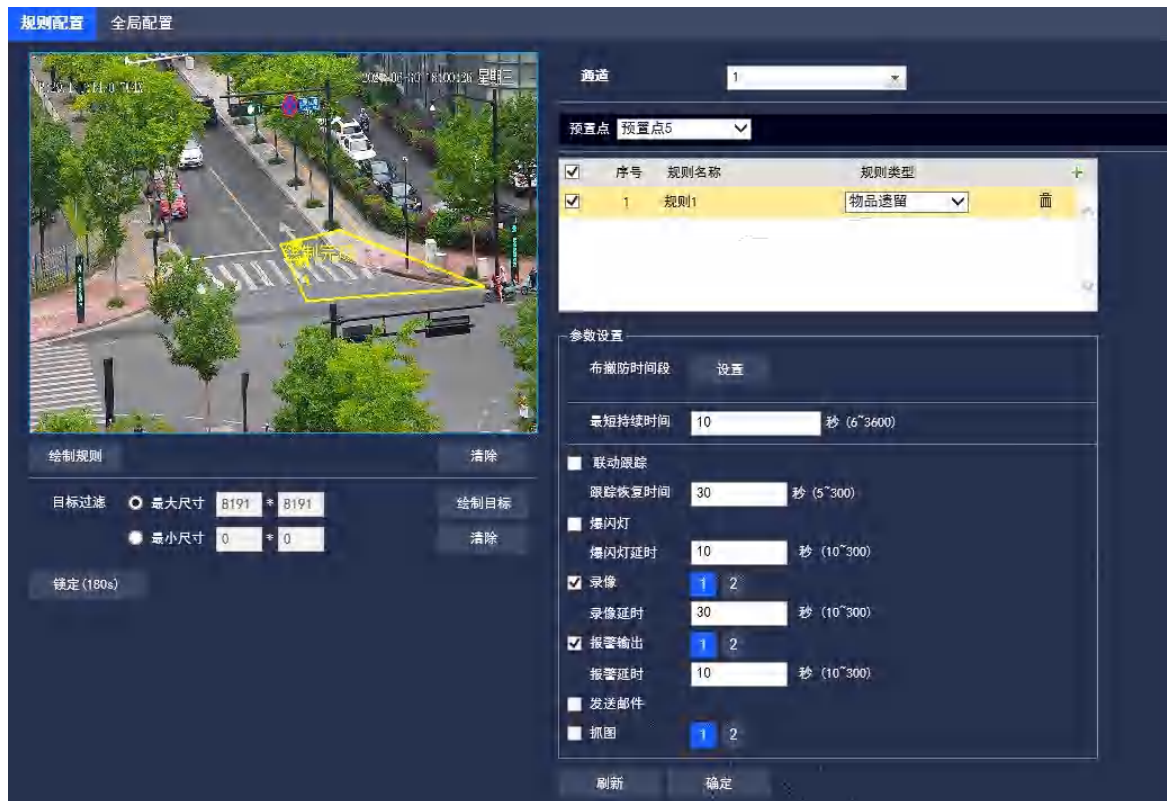 规则配置 全局配置
星期三
绘制完成
绘制规则 清除
目标过滤 最大尺寸 8191 * 8191 绘制目标
最小尺寸 0 * 0 清除
锁定(180s)
通道 1
预置点 预置点5
序号 规则名称 规则类型 +
1 规则1 物品遗留
参数设置
布撤防时间段 设置
最短持续时间 10 秒 (6~3600)
联动跟踪
跟踪恢复时间 30 秒 (5~300)
爆闪灯
爆闪灯延时 10 秒 (10~300)
录像 1 2
录像延时 30 秒 (10~300)
报警输出 1 2
报警延时 10 秒 (10~300)
发送邮件
抓图 1 2
刷新 确定